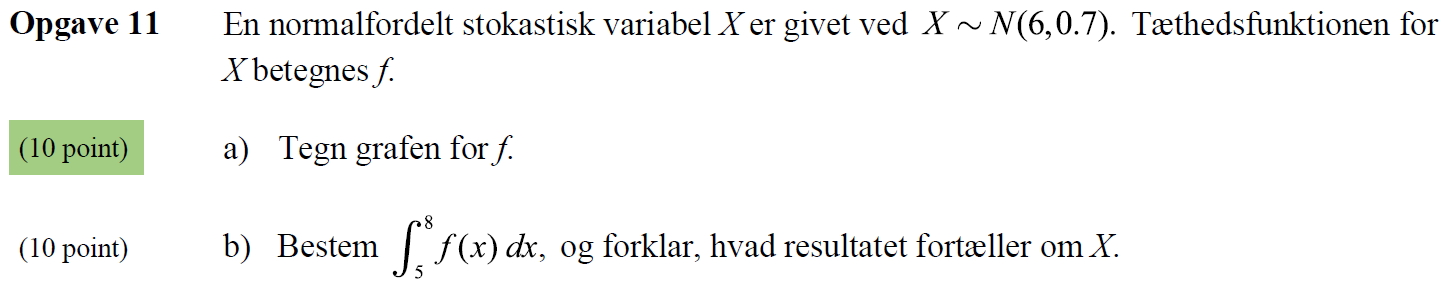 Opgave 11 En normalfordelt stokastisk variabel X er givet ved X ~ N(6,0.7). Tæthedsfunktionen for
X betegnes f.
(10 point) a) Tegn grafen for f.
(10 point) b) Bestem ∫₅⁸ f(x) dx, og forklar, hvad resultatet fortæller om X.